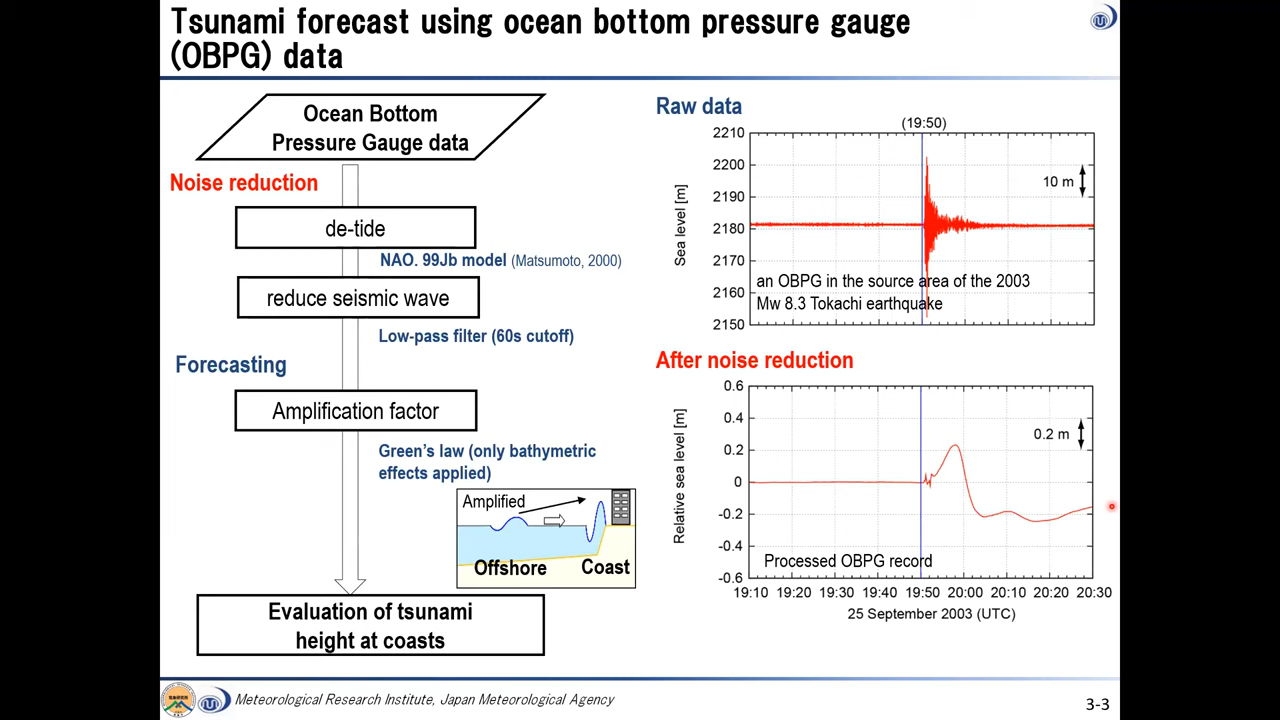 Tsunami forecast using ocean bottom pressure gauge
(OBPG) data
Ocean Bottom
Pressure Gauge data
Noise reduction
de-tide
NAO. 99Jb model (Matsumoto, 2000)
reduce seismic wave
Low-pass filter (60s cutoff)
Forecasting
Amplification factor
Green's law (only bathymetric
effects applied)
Amplified
Offshore
Coast
Evaluation of tsunami
height at coasts
Raw data
(19:50)
2210
2200
2190
2180
2170
2160
2150
Sea level [m]
10 m
an OBPG in the source area of the 2003
Mw 8.3 Tokachi earthquake
After noise reduction
0.6
0.4
0.2
0
-0.2
-0.4
-0.6
Relative sea level [m]
0.2 m
Processed OBPG record
19:10 19:20 19:30 19:40 19:50 20:00 20:10 20:20 20:30
25 September 2003 (UTC)
Meteorological Research Institute, Japan Meteorological Agency
3-3